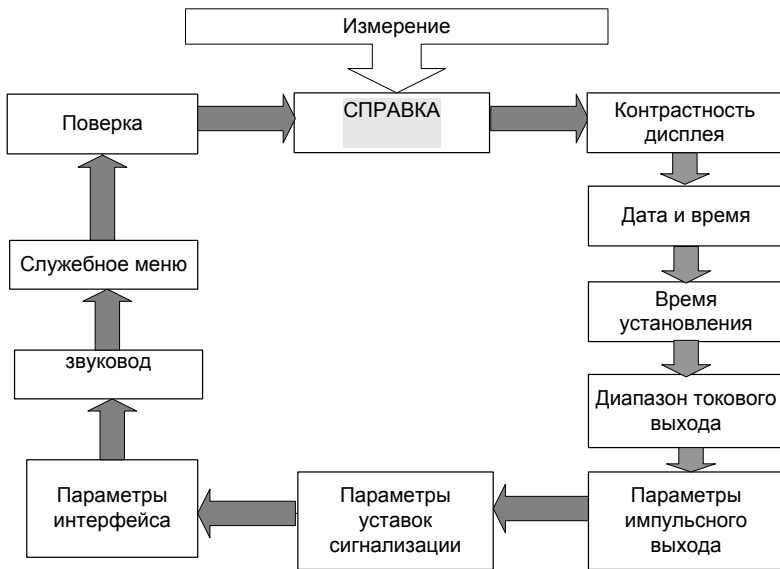 Измерение
Поверка
СПРАВКА
Контрастность
дисплея
Дата и время
Служебное меню
Время
установления
звуковод
Диапазон токового
выхода
Параметры
интерфейса
Параметры
уставок
сигнализации
Параметры
импульсного
выхода